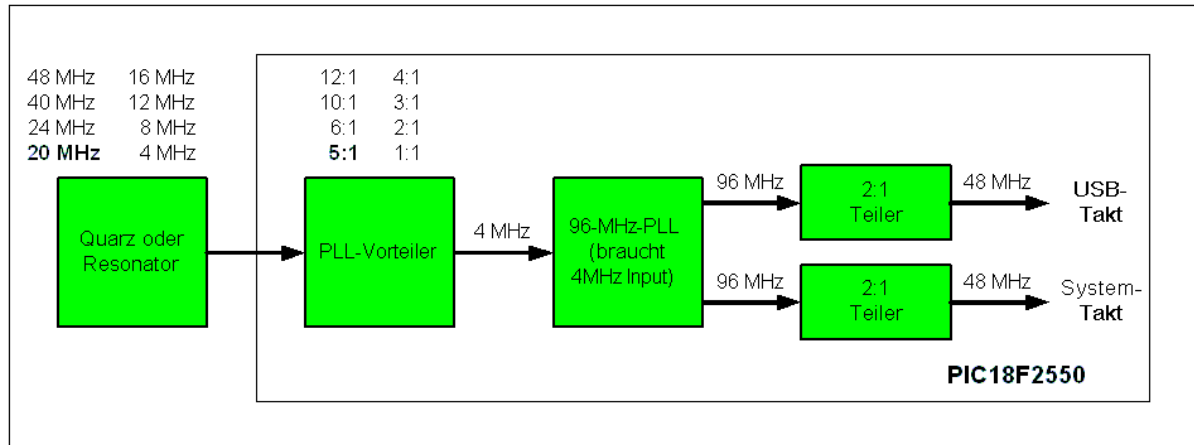 48 MHz 16 MHz
40 MHz 12 MHz
24 MHz 8 MHz
20 MHz 4 MHz
12:1 4:1
10:1 3:1
6:1 2:1
5:1 1:1
Quarz oder
Resonator
PLL-Vorteiler
4 MHz
96-MHz-PLL
(braucht
4MHz Input)
96 MHz
2:1
Teiler
48 MHz
USB-
Takt
96 MHz
2:1
Teiler
48 MHz
System-
Takt
PIC18F2550